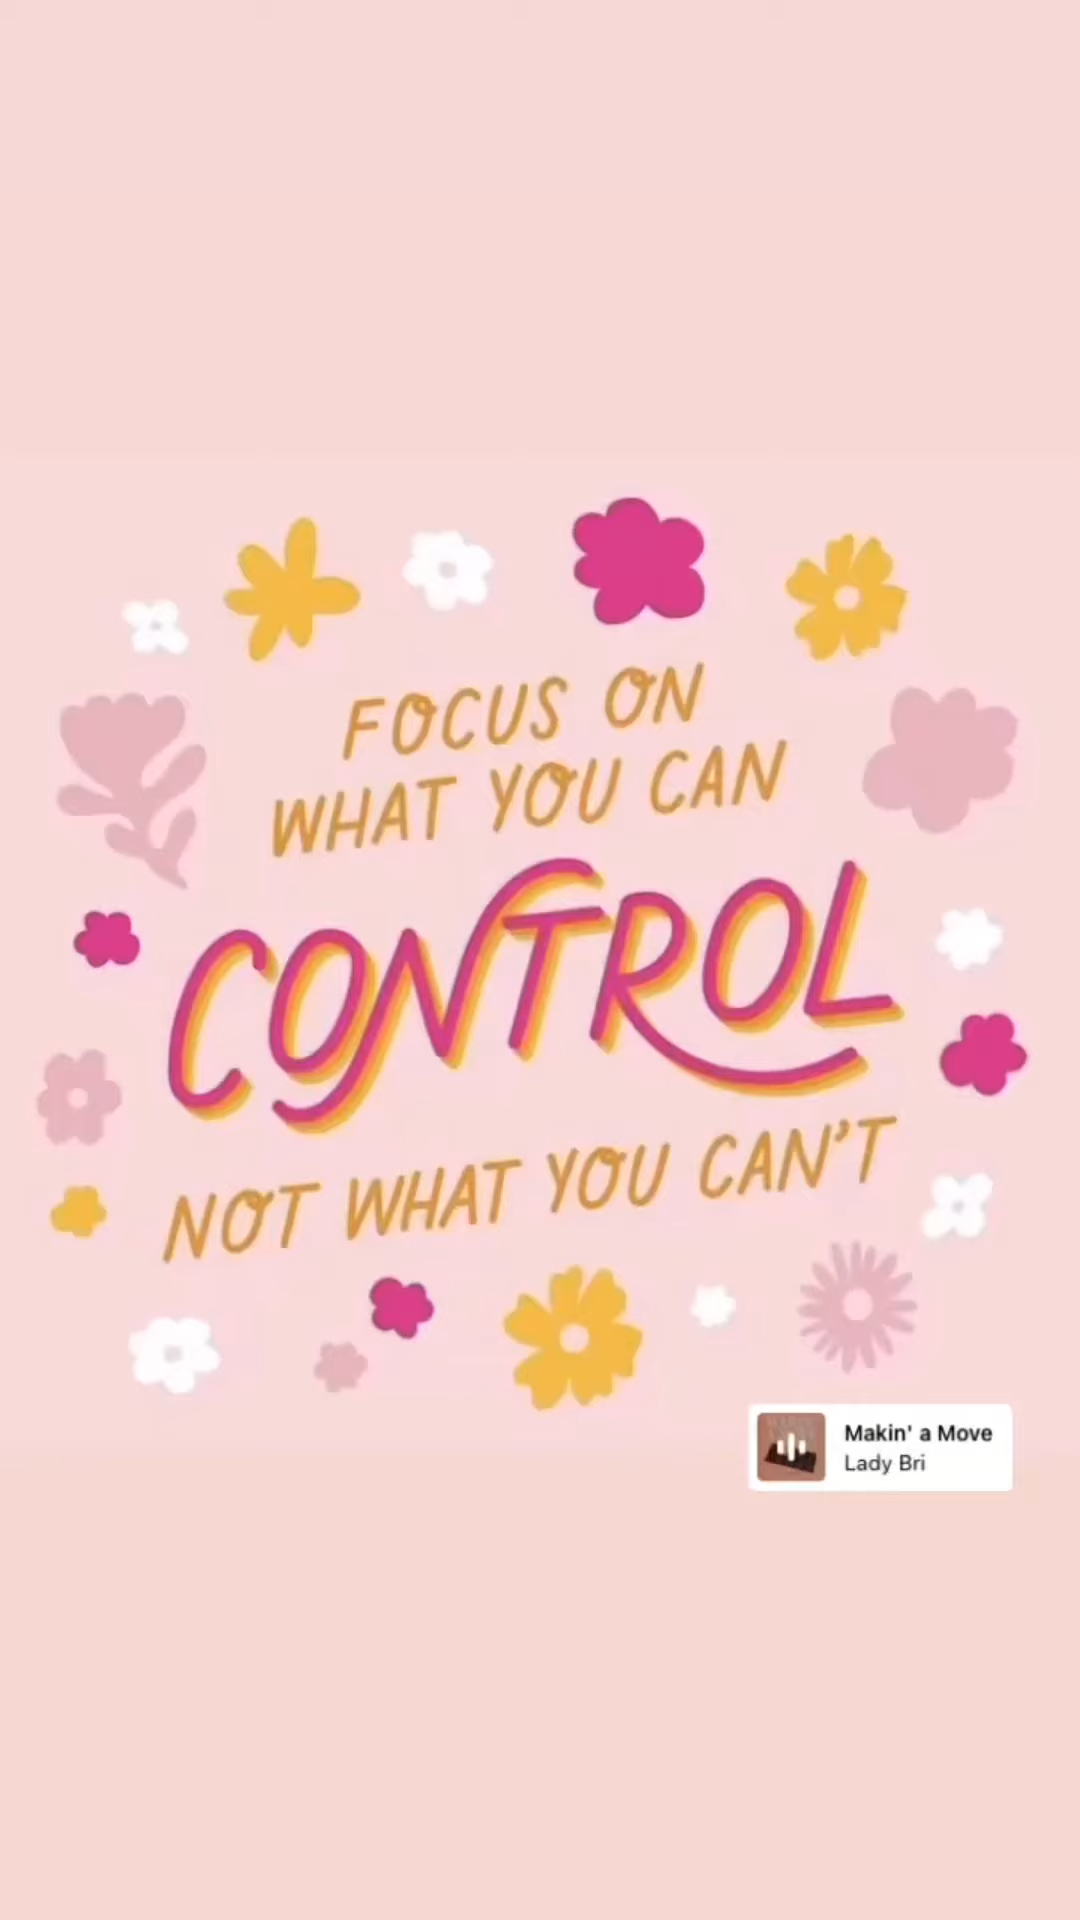 FOCUS ON
WHAT YOU CAN
CONTROL
NOT WHAT YOU CAN'T
Makin' a Move
Lady Bri